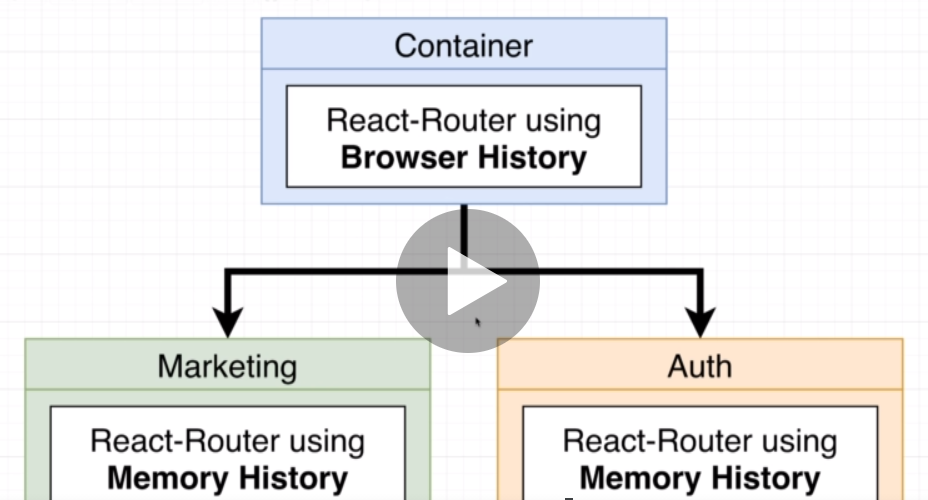 Container
React-Router using
Browser History
Marketing
React-Router using
Memory History
Auth
React-Router using
Memory History